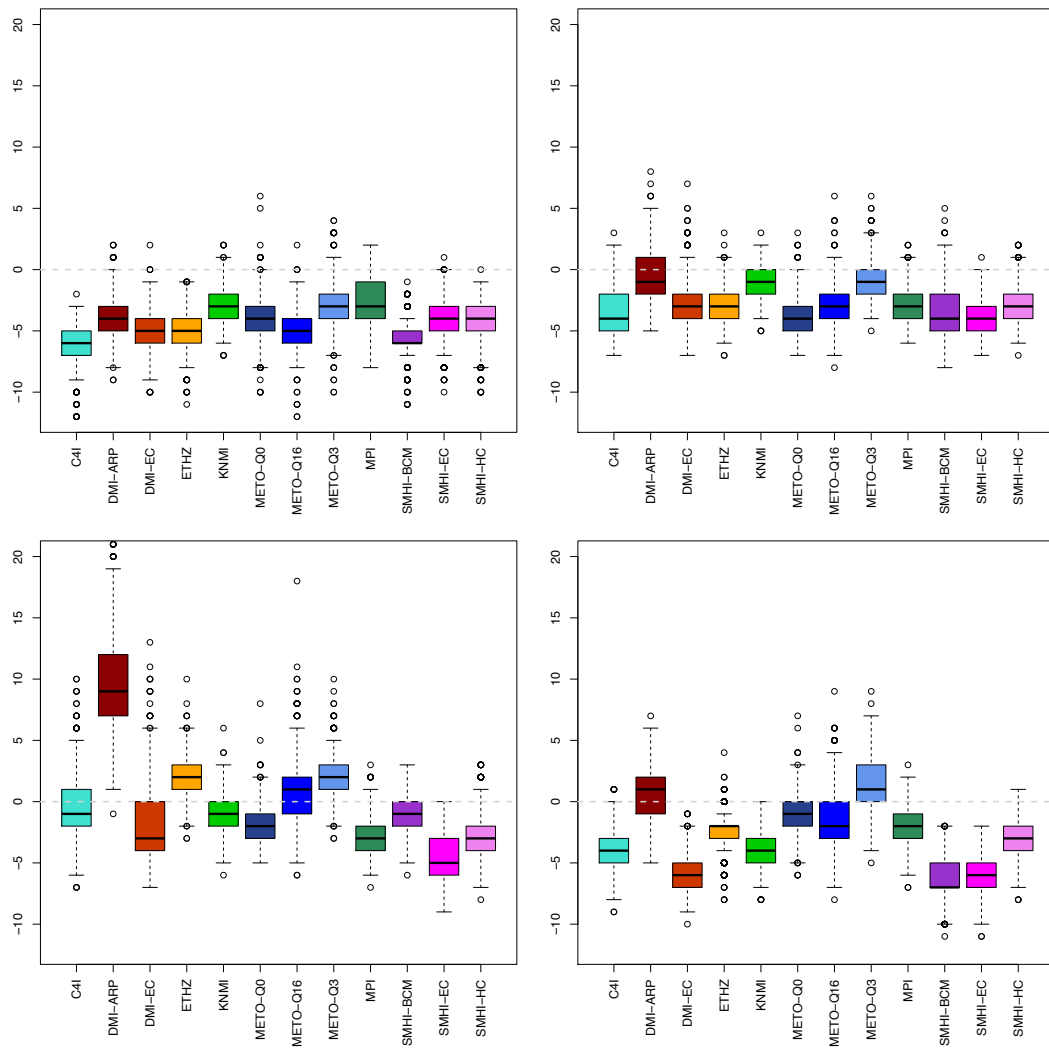 20
15
10
5
0
−5
−10
C4I
DMI−ARP
DMI−EC
ETHZ
KNMI
METO−Q0
METO−Q16
METO−Q3
MPI
SMHI−BCM
SMHI−EC
SMHI−HC
20
15
10
5
0
−5
−10
C4I
DMI−ARP
DMI−EC
ETHZ
KNMI
METO−Q0
METO−Q16
METO−Q3
MPI
SMHI−BCM
SMHI−EC
SMHI−HC
20
15
10
5
0
−5
−10
C4I
DMI−ARP
DMI−EC
ETHZ
KNMI
METO−Q0
METO−Q16
METO−Q3
MPI
SMHI−BCM
SMHI−EC
SMHI−HC
20
15
10
5
0
−5
−10
C4I
DMI−ARP
DMI−EC
ETHZ
KNMI
METO−Q0
METO−Q16
METO−Q3
MPI
SMHI−BCM
SMHI−EC
SMHI−HC